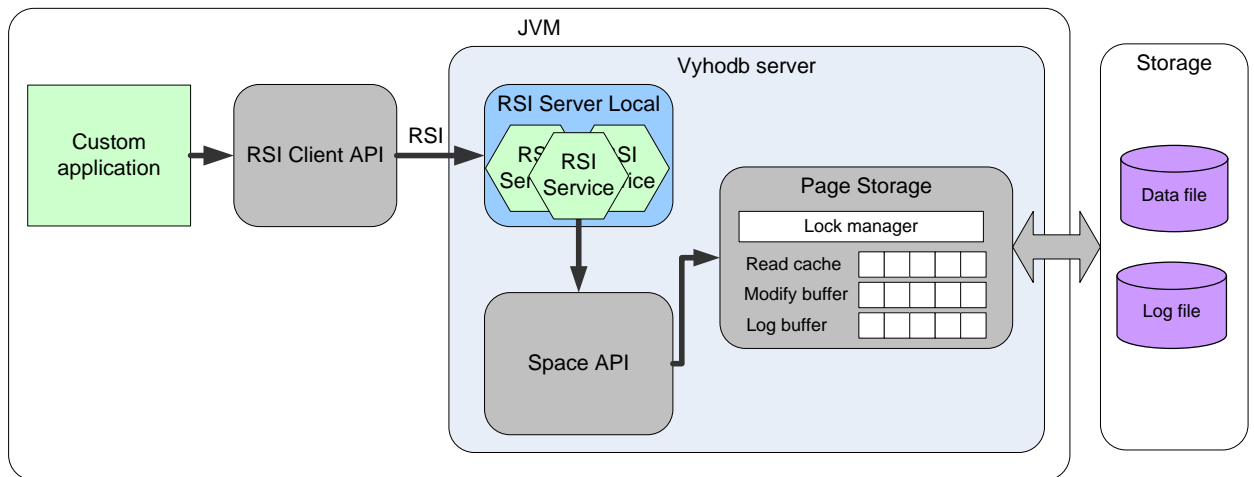 JVM
Vyhodb server
Storage
Custom
application
RSI Client API
RSI
RSI Server Local
RSI
Service
Page Storage
Lock manager
Read cache
Modify buffer
Log buffer
Space API
Data file
Log file